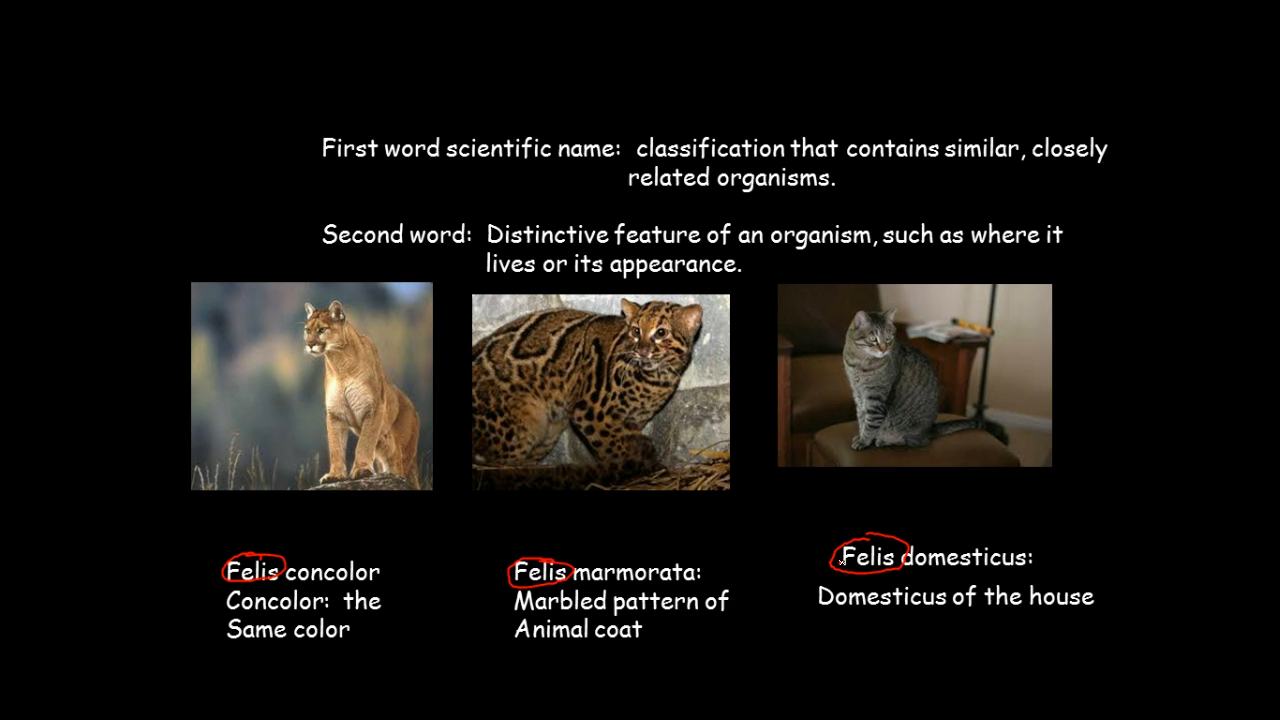 First word scientific name: classification that contains similar, closely
related organisms.
Second word: Distinctive feature of an organism, such as where it
lives or its appearance.
Felis concolor
Concolor: the
Same color
Felis marmorata:
Marbled pattern of
Animal coat
Felis domesticus:
Domesticus of the house